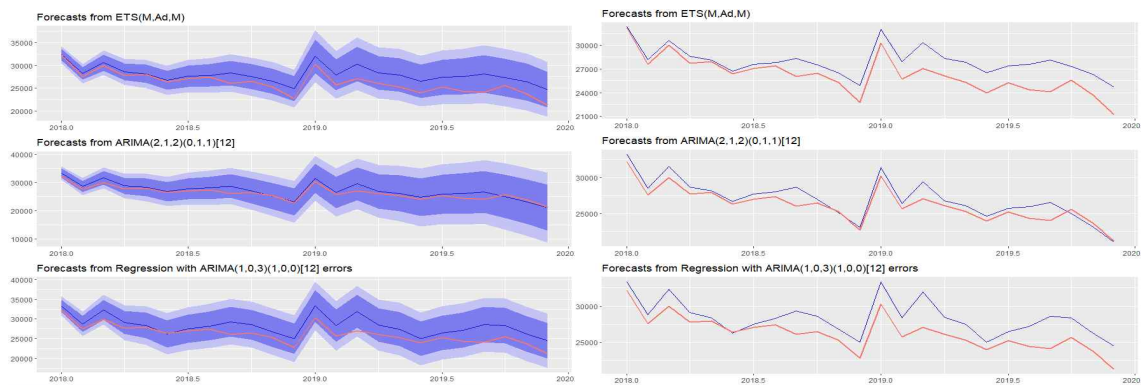 Forecasts from ETS(M,Ad,M)
35000
30000
25000
20000
2018.0 2018.5 2019.0 2019.5 2020
Forecasts from ARIMA(2,1,2)(0,1,1)[12]
40000
30000
20000
10000
2018.0 2018.5 2019.0 2019.5 2020
Forecasts from Regression with ARIMA(1,0,3)(1,0,0)[12] errors
40000
35000
30000
25000
20000
2018.0 2018.5 2019.0 2019.5 2020
Forecasts from ETS(M,Ad,M)
30000
27000
24000
21000
2018.0 2018.5 2019.0 2019.5 2020
Forecasts from ARIMA(2,1,2)(0,1,1)[12]
30000
25000
2018.0 2018.5 2019.0 2019.5 2020
Forecasts from Regression with ARIMA(1,0,3)(1,0,0)[12] errors
30000
25000
2018.0 2018.5 2019.0 2019.5 2020